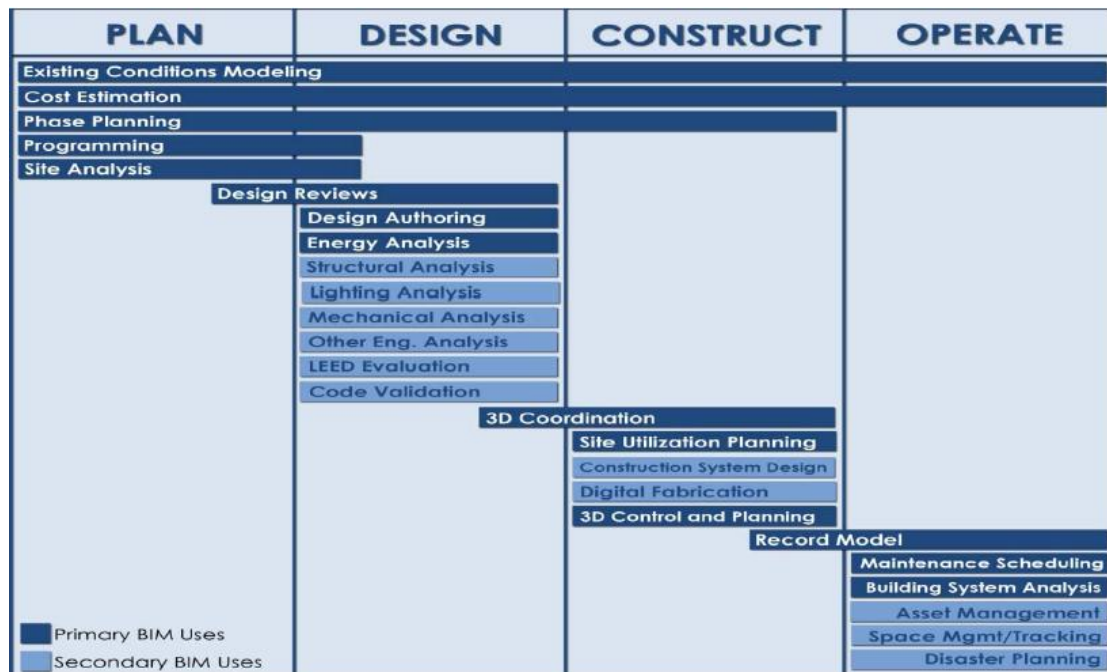 PLAN DESIGN CONSTRUCT OPERATE
Existing Conditions Modeling
Cost Estimation
Phase Planning
Programming
Site Analysis
Design Reviews
Design Authoring
Energy Analysis
Structural Analysis
Lighting Analysis
Mechanical Analysis
Other Eng. Analysis
LEED Evaluation
Code Validation
3D Coordination
Site Utilization Planning
Construction System Design
Digital Fabrication
3D Control and Planning
Record Model
Maintenance Scheduling
Building System Analysis
Asset Management
Space Mgmt/Tracking
Disaster Planning
Primary BIM Uses
Secondary BIM Uses